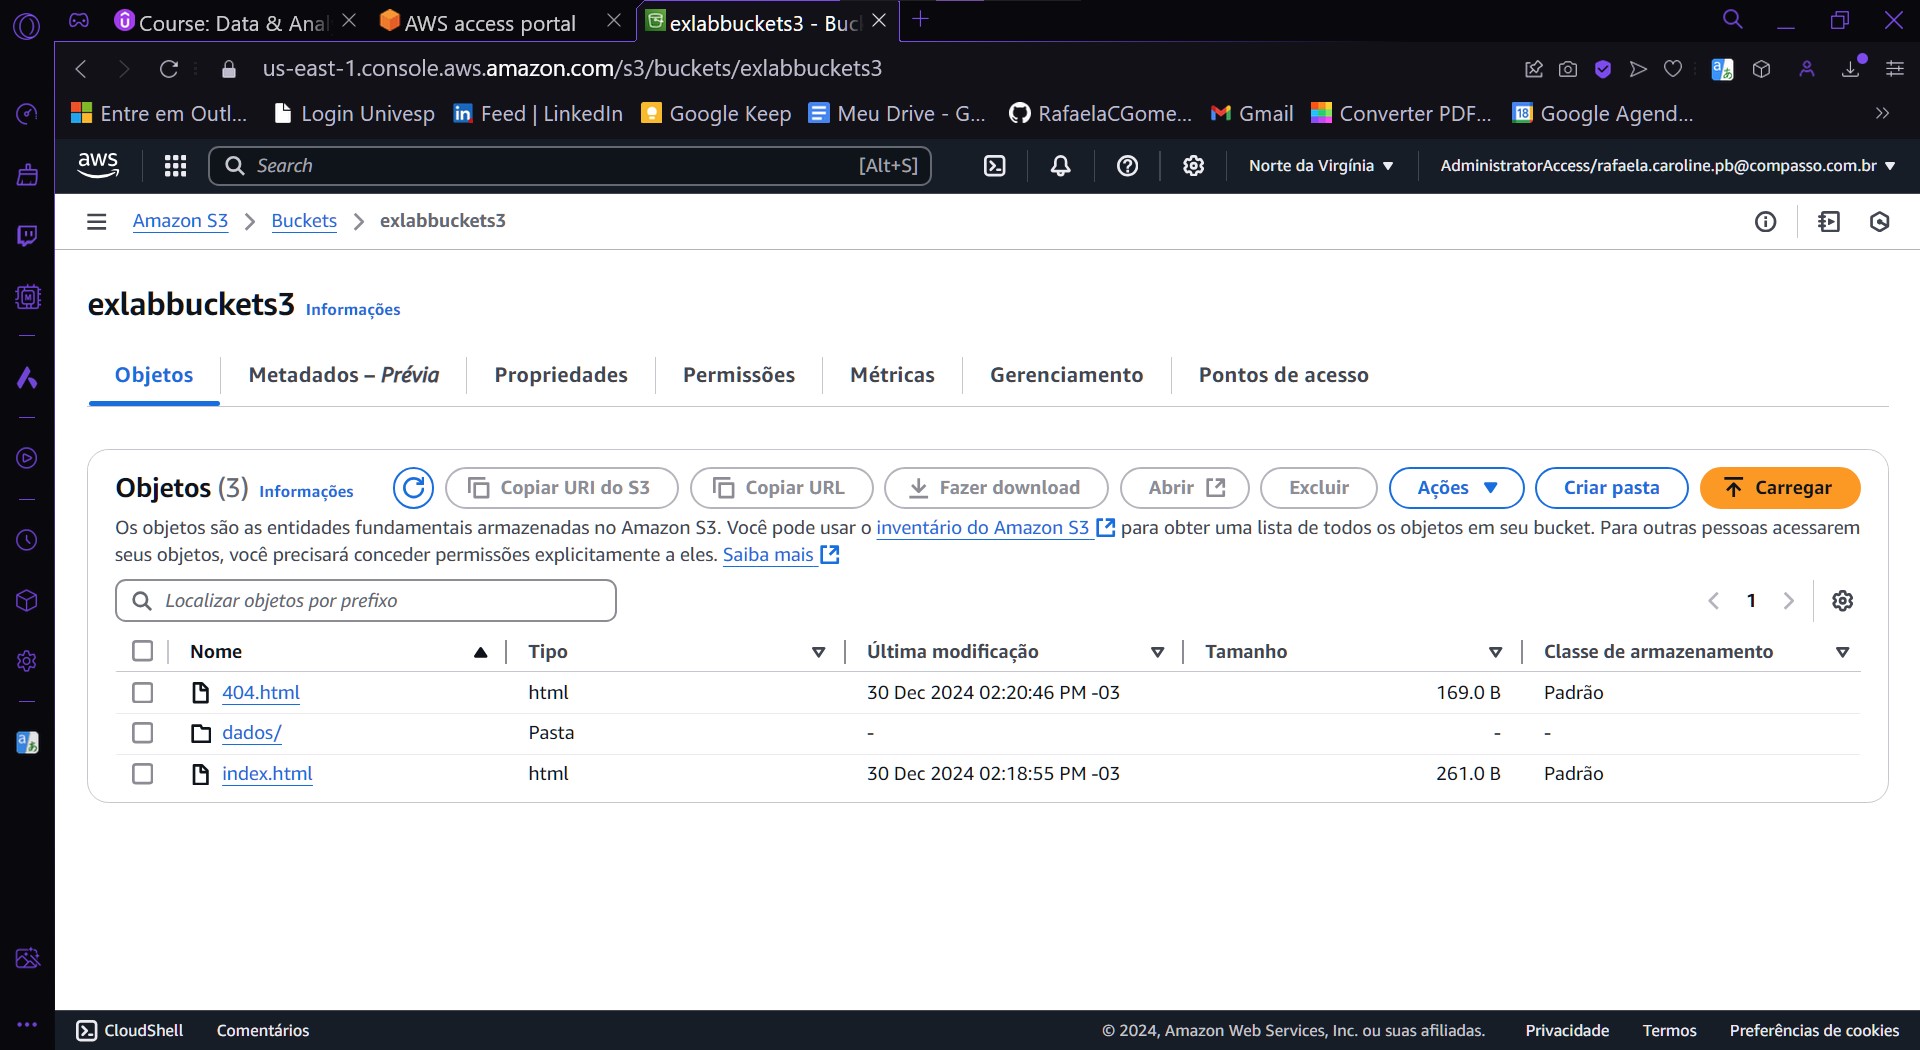 Course: Data & Anal
AWS access portal
exlabbuckets3 - Buc
us-east-1.console.aws.amazon.com/s3/buckets/exlabbuckets3
Entre em Outl...
Login Univesp
Feed | LinkedIn
Google Keep
Meu Drive - G...
RafaelaCGome...
Gmail
Converter PDF...
Google Agend...
aws
Search
[Alt+S]
Norte da Virgínia
AdministratorAccess/rafaela.caroline.pb@compasso.com.br
Amazon S3
Buckets
exlabbuckets3
exlabbuckets3 Informações
Objetos
Metadados – Prévia
Propriedades
Permissões
Métricas
Gerenciamento
Pontos de acesso
Objetos (3) Informações
Copiar URI do S3
Copiar URL
Fazer download
Abrir
Excluir
Ações
Criar pasta
Carregar
Os objetos são as entidades fundamentais armazenadas no Amazon S3. Você pode usar o inventário do Amazon S3 para obter uma lista de todos os objetos em seu bucket. Para outras pessoas acessarem
seus objetos, você precisará conceder permissões explicitamente a eles. Saiba mais
Localizar objetos por prefixo
1
Nome Tipo Última modificação Tamanho Classe de armazenamento
404.html html 30 Dec 2024 02:20:46 PM -03 169.0 B Padrão
dados/ Pasta - - -
index.html html 30 Dec 2024 02:18:55 PM -03 261.0 B Padrão
CloudShell
Comentários
© 2024, Amazon Web Services, Inc. ou suas afiliadas.
Privacidade
Termos
Preferências de cookies